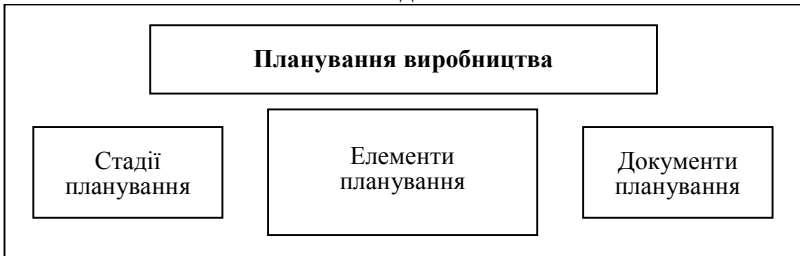 Планування виробництва
Стадії
планування
Елементи
планування
Документи
планування